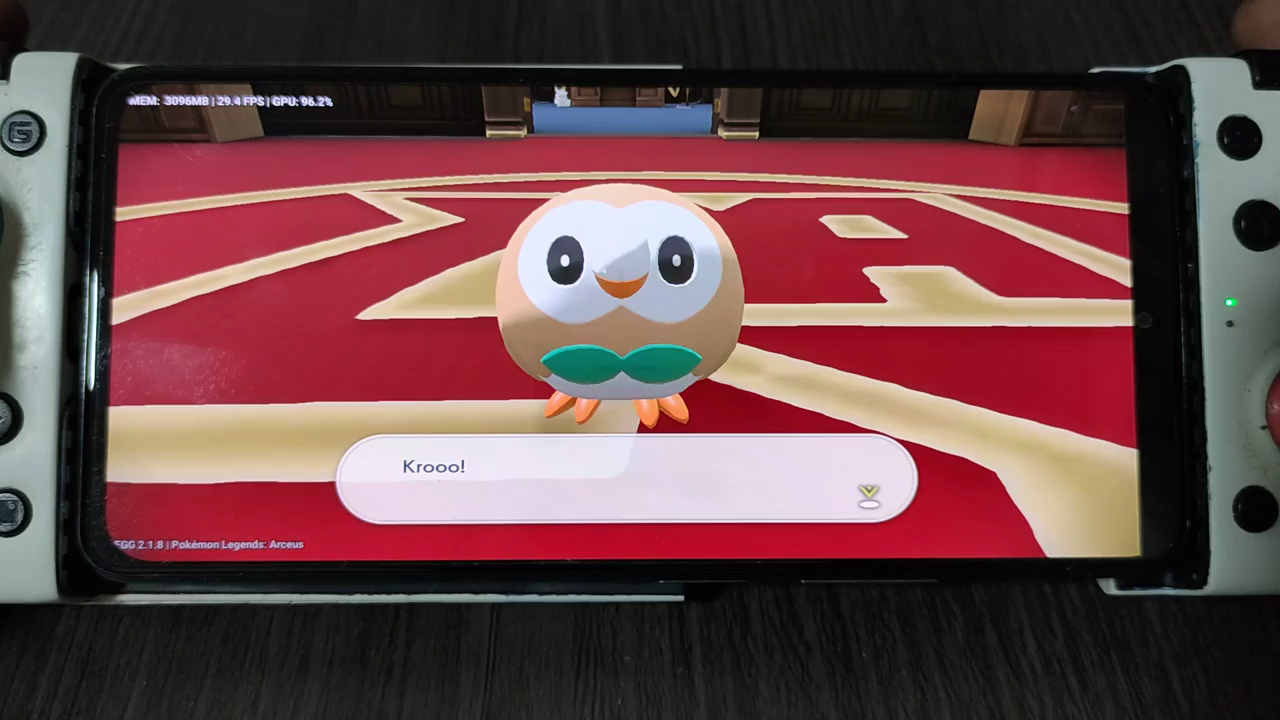 MEM: 3096MB | 29.4 FPS | GPU: 96.2%
Krooo!
EGG 2.1.8 | Pokémon Legends: Arceus
G